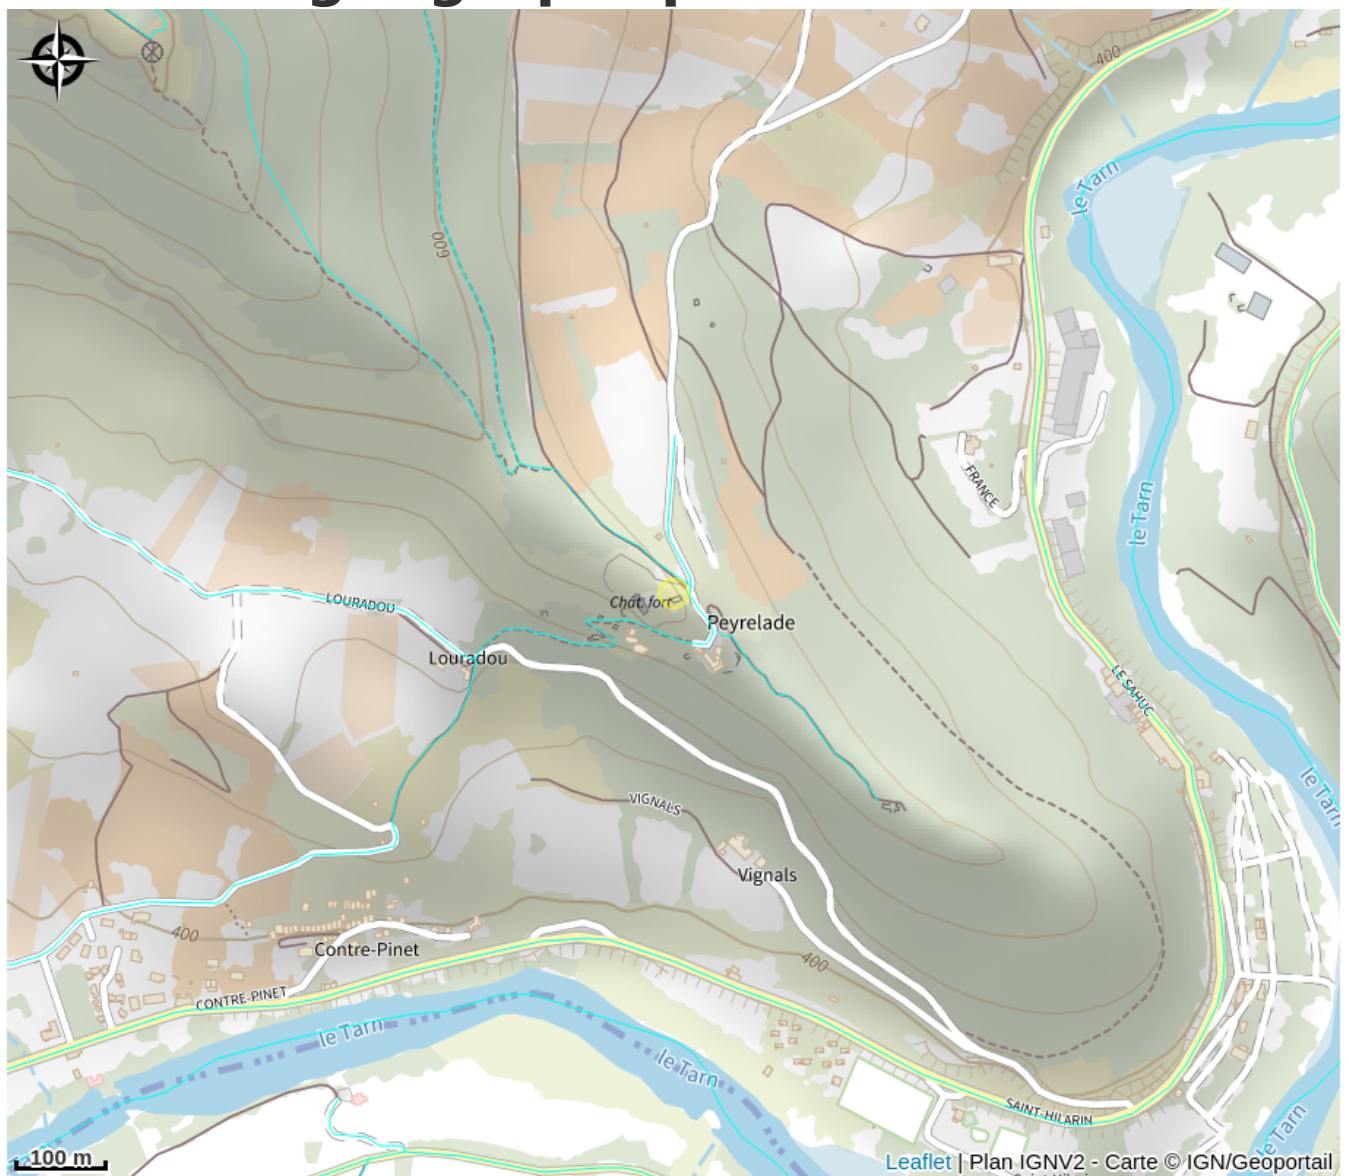 400
le Tarn
600
FRANCE
le Tarn
LOURADOU
Chat. fort
Peyrelade
Louradou
LE SAHUC
le Tarn
VIGNALS
Vignals
400
Contre-Pinet
400
CONTRE-PINET
le Tarn
le Tarn
SAINT-HILARIN
le Tarn
100 m
Leaflet | Plan IGNV2 - Carte © IGN/Geoportail